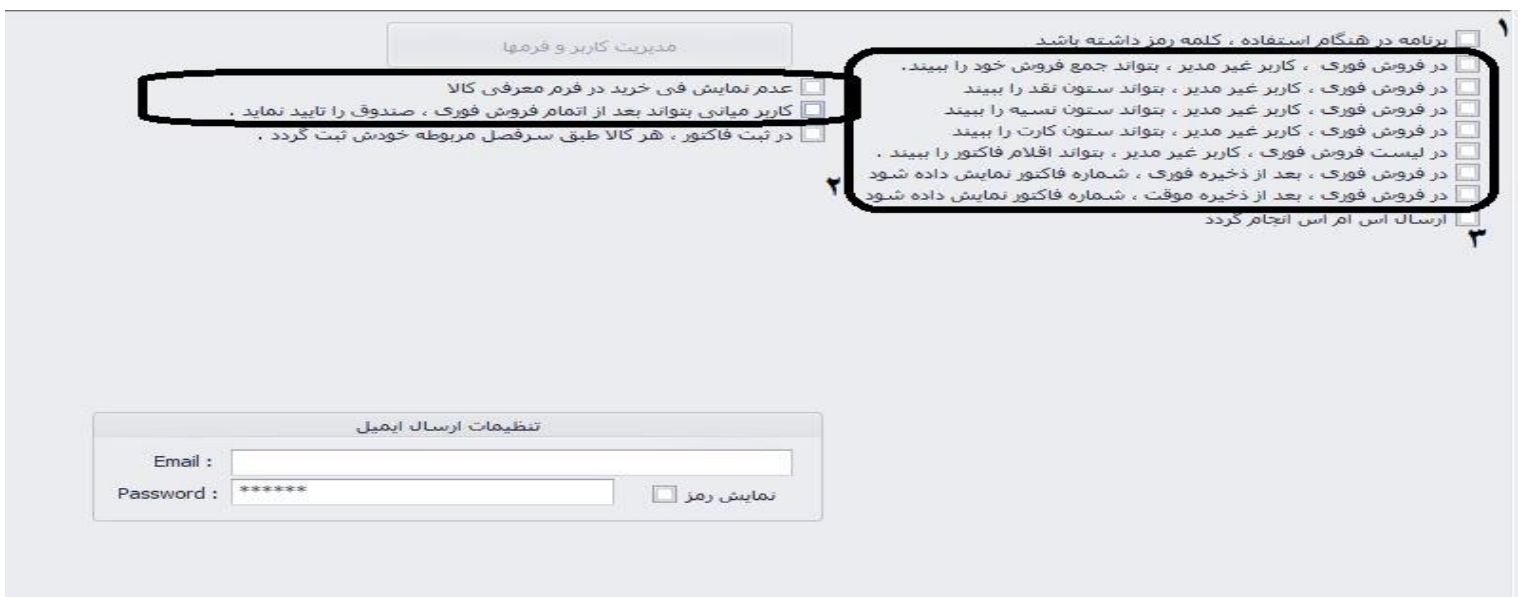 ۱
برنامه در هنگام استفاده ، کلمه رمز داشته باشد
در فروش فوری ، کاربر غیر مدیر ، بتواند جمع فروش خود را ببیند.
در فروش فوری ، کاربر غیر مدیر ، بتواند ستون نقد را ببیند
در فروش فوری ، کاربر غیر مدیر ، بتواند ستون نسیه را ببیند
در فروش فوری ، کاربر غیر مدیر ، بتواند ستون کارت را ببیند
در لیست فروش فوری ، کاربر غیر مدیر ، بتواند اقلام فاکتور را ببیند .
در فروش فوری ، بعد از ذخیره فوری ، شماره فاکتور نمایش داده شود
در فروش فوری ، بعد از ذخیره موقت ، شماره فاکتور نمایش داده شود
ارسال اس ام اس انجام گردد
۳
مدیریت کاربر و فرمها
عدم نمایش فی خرید در فرم معرفی کالا
کاربر میانی بتواند بعد از اتمام فروش فوری ، صندوق را تایید نماید .
در ثبت فاکتور ، هر کالا طبق سرفصل مربوطه خودش ثبت گردد .
۲
تنظیمات ارسال ایمیل
Email :
Password : ****** نمایش رمز